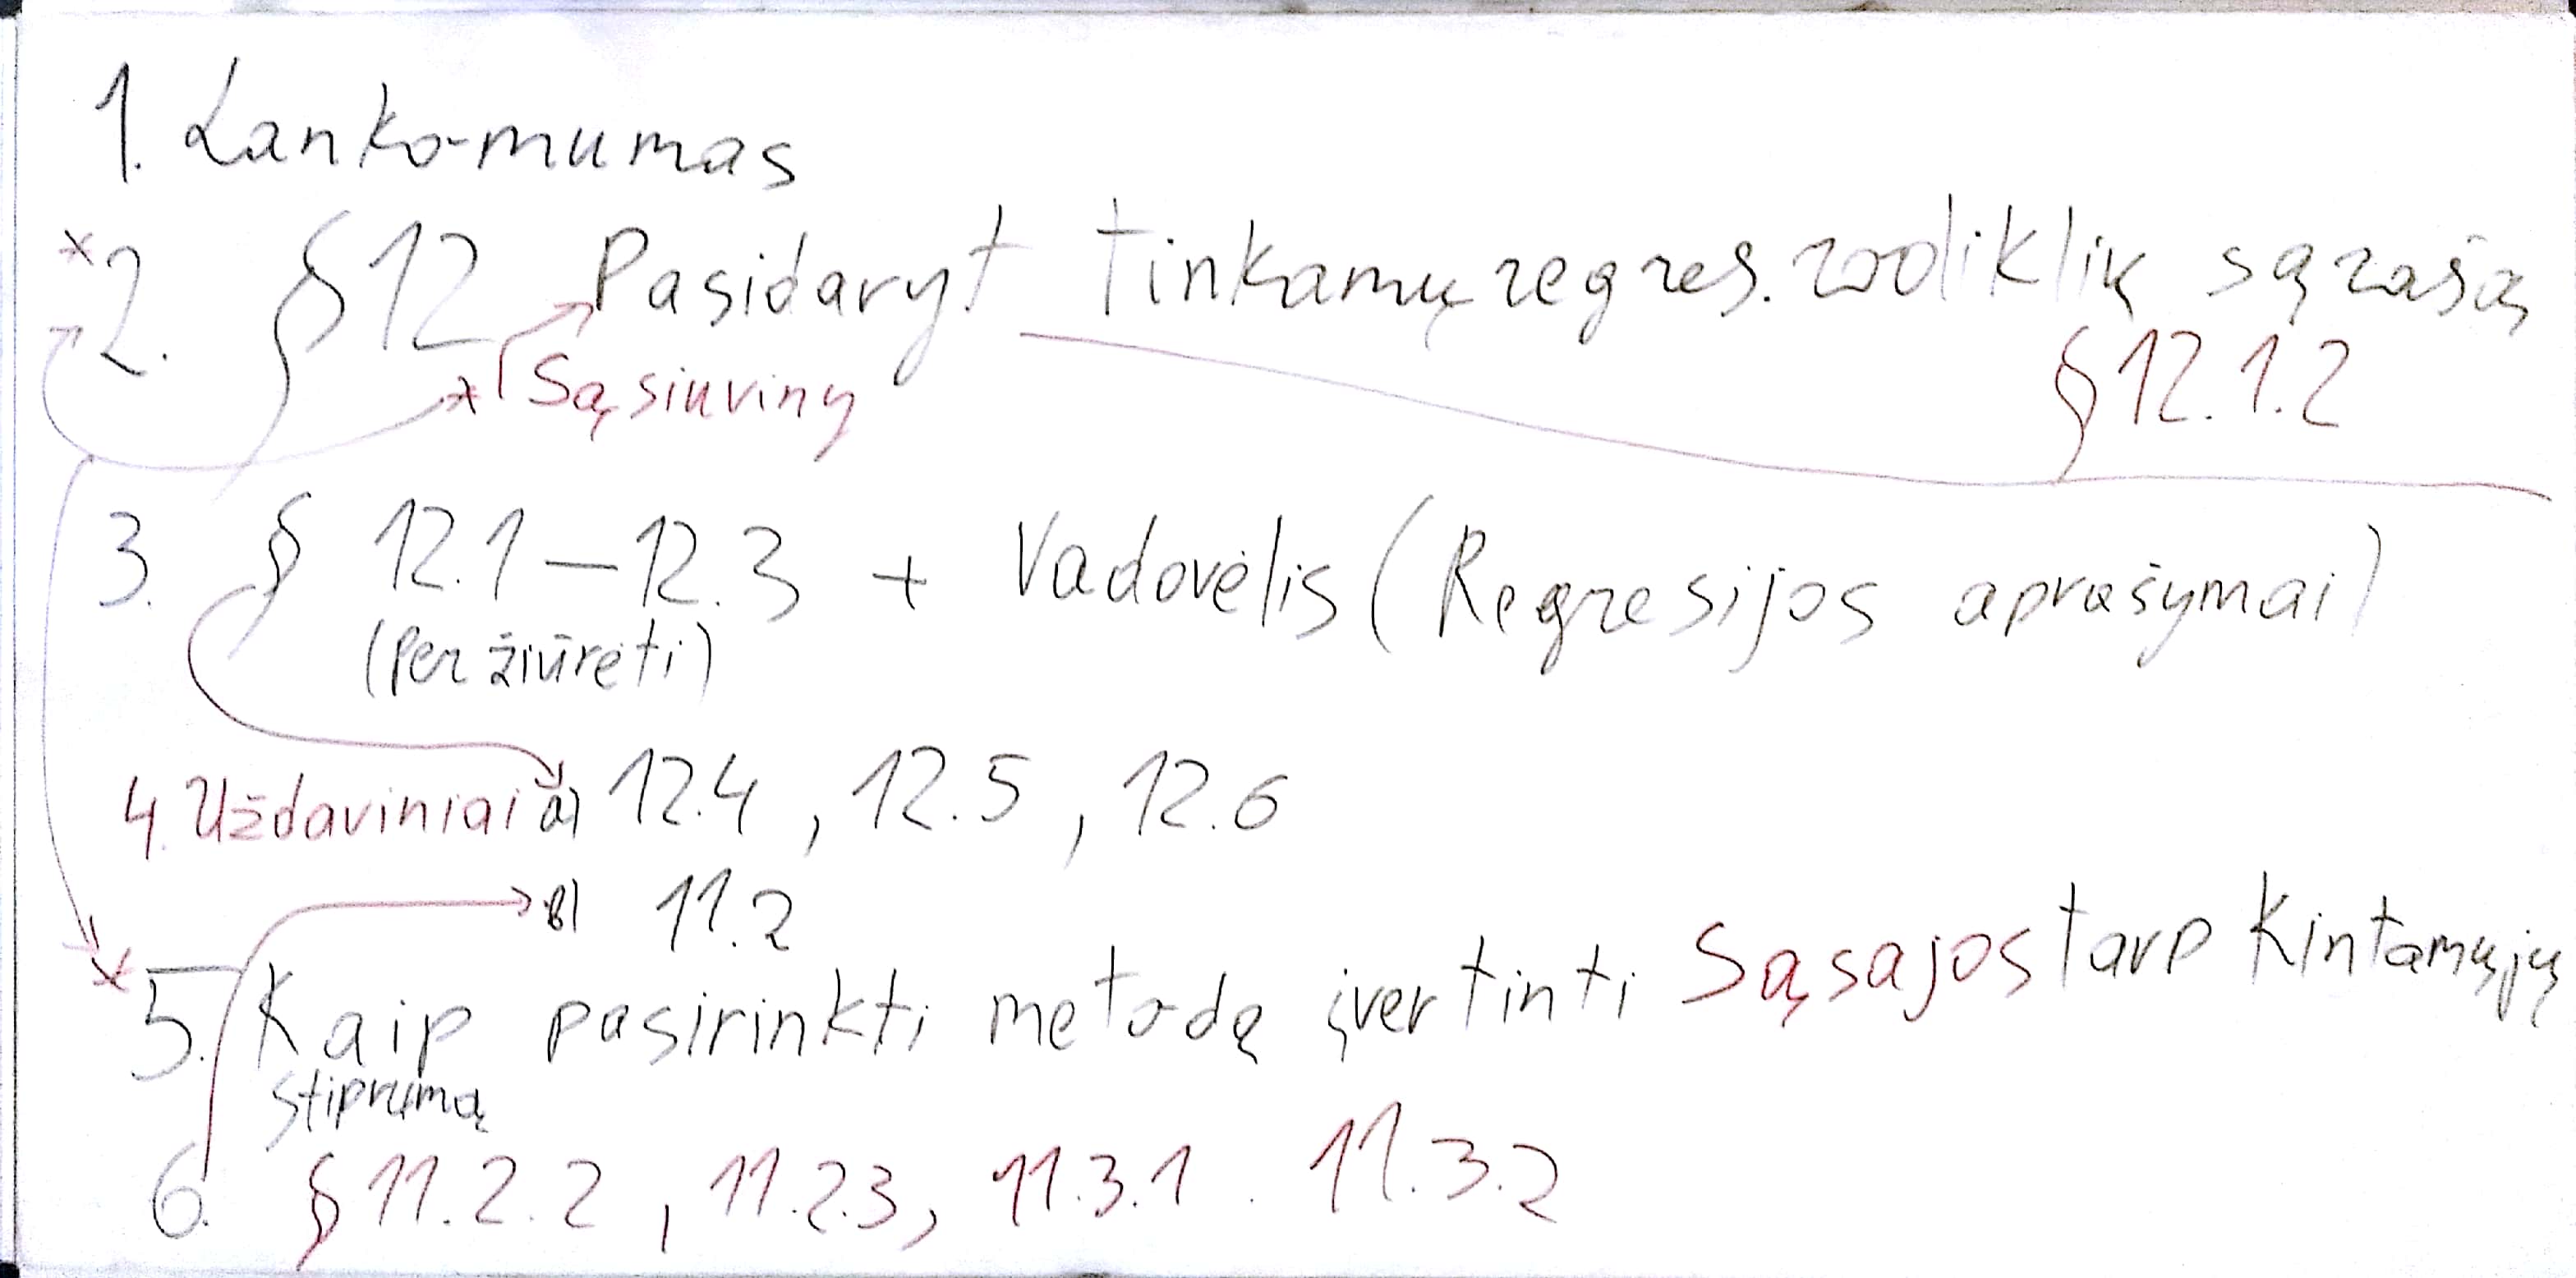 1. Lankomumas
*2. § 12 Pasidaryt tinkamų regres. rodiklių sąrašą
* Sąsiuviny § 12.1.2
3. § 12.1 – 12.3 + Vadovėlis (Regresijos aprašymai)
(Peržiūrėti)
4. Uždaviniai a) 12.4, 12.5, 12.6
B) 11.2
*5. Kaip pasirinkti metodą įvertinti Sąsajos tarp kintamųjų
stiprumą
6. § 11.2.2, 11.2.3, 11.3.1. 11.3.2